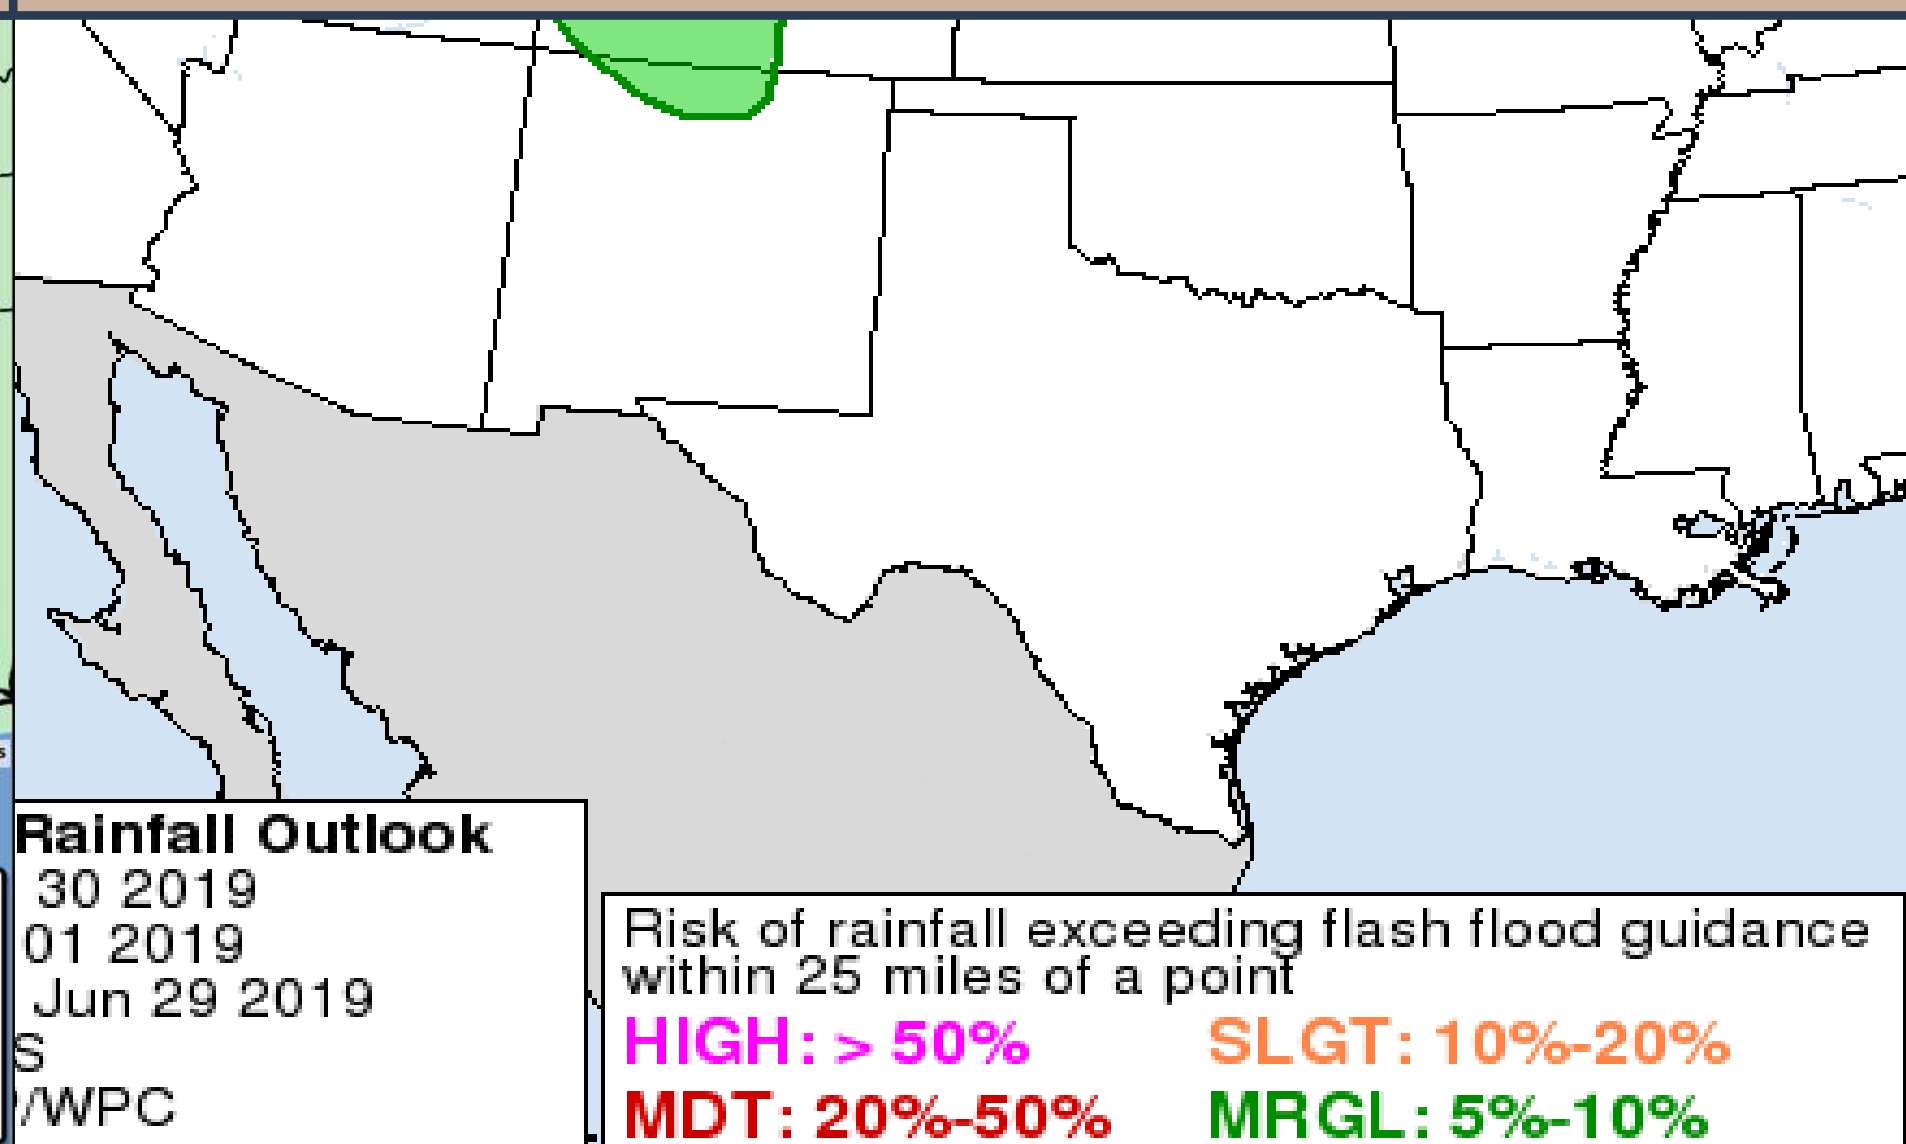 Rainfall Outlook
30 2019
01 2019
Jun 29 2019
S
/WPC
Risk of rainfall exceeding flash flood guidance
within 25 miles of a point
HIGH: > 50%
SLGT: 10%-20%
MDT: 20%-50%
MRGL: 5%-10%